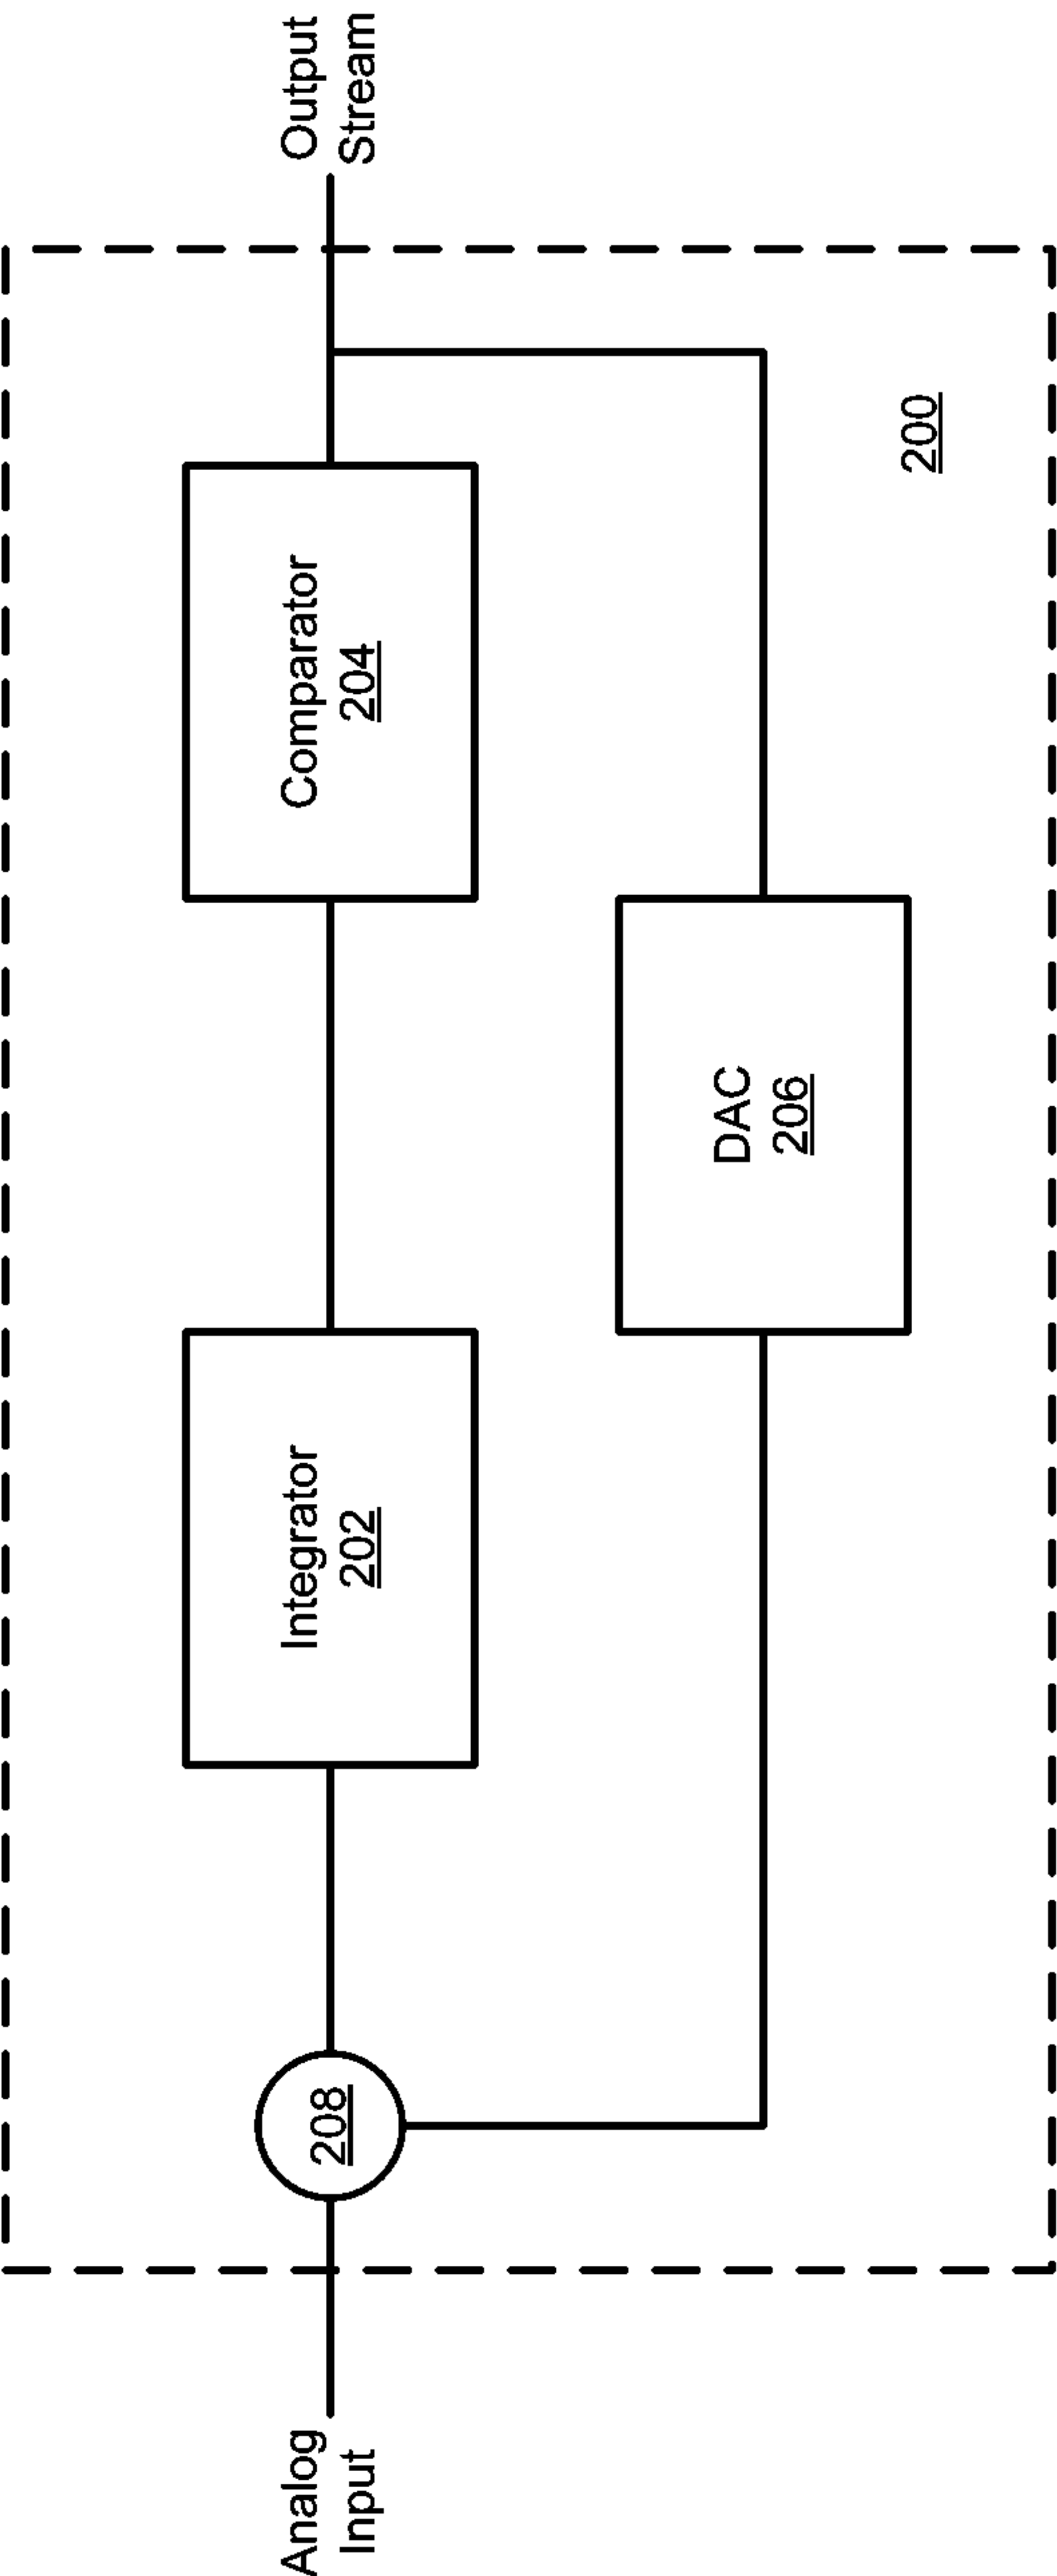 Analog
Input
208
Integrator
202
Comparator
204
Output
Stream
DAC
206
200